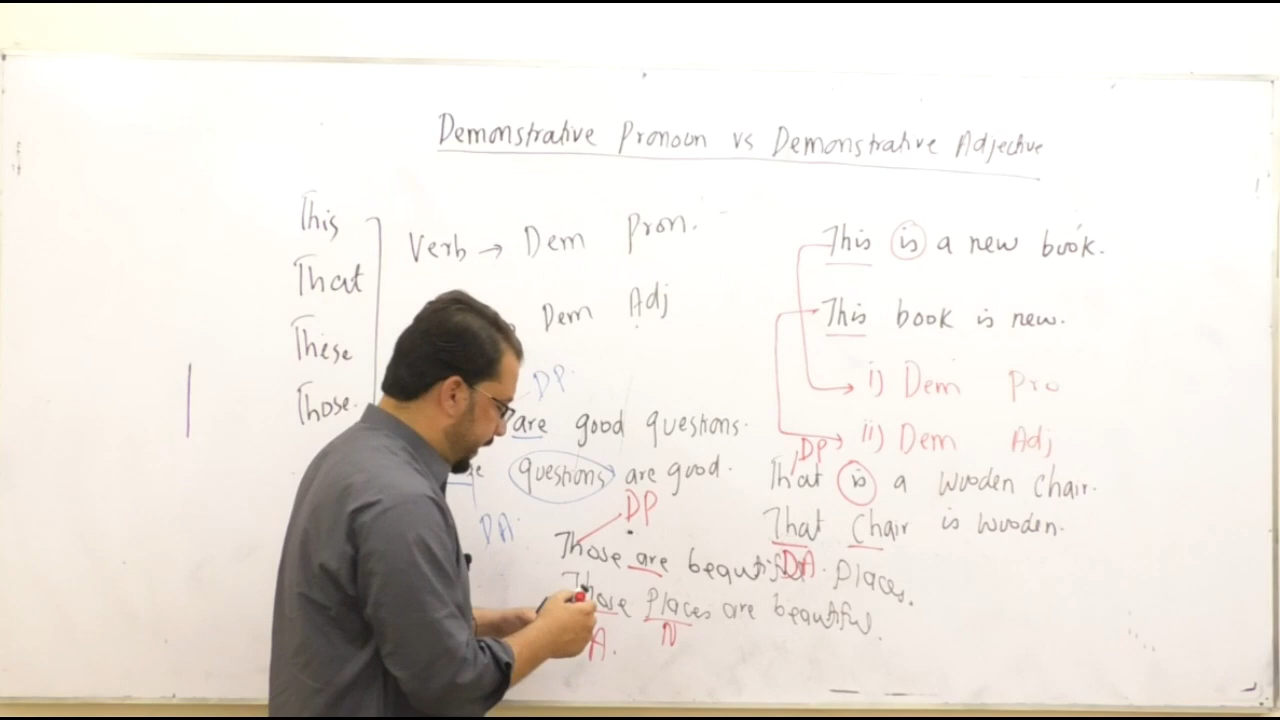 Demonstrative Pronoun vs Demonstrative Adjective
This
That
These
Those.
Verb → Dem Pron.
Dem Adj
DP.
are good questions.
questions are good.
DA.
DP
Those are beautiful places.
Those Places are beautiful.
A. N
This is a new book.
This book is new.
i) Dem Pro
ii) Dem Adj
DP
That is a wooden chair.
That Chair is wooden.
DA